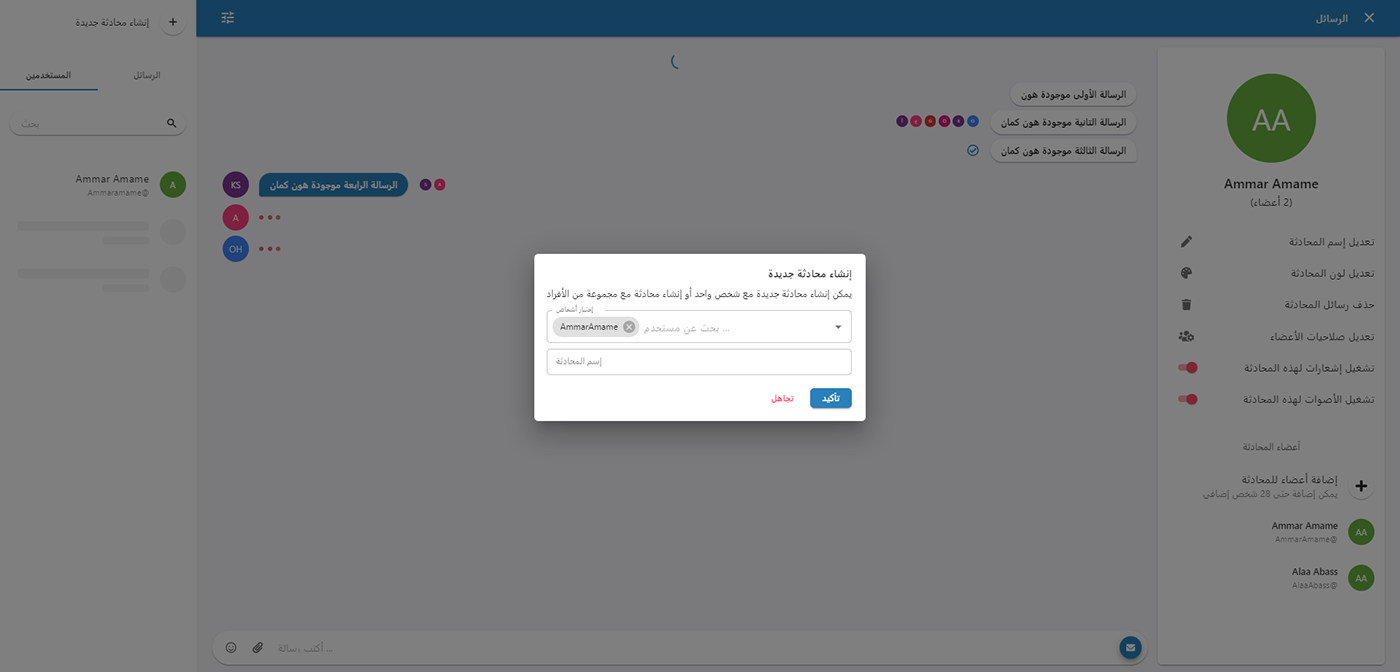 الرسائل
إنشاء محادثة جديدة
المستخدمين
الرسائل
بحث
Ammar Amame
Ammaramame@
A
الرسالة الأولى موجودة هون
الرسالة الثانية موجودة هون كمان
الرسالة الثالثة موجودة هون كمان
KS
الرسالة الرابعة موجودة هون كمان
A
OH
أكتب رسالة ...
AA
Ammar Amame
(2 أعضاء)
تعديل إسم المحادثة
تعديل لون المحادثة
حذف رسائل المحادثة
تعديل صلاحيات الأعضاء
تشغيل إشعارات لهذه المحادثة
تشغيل الأصوات لهذه المحادثة
أعضاء المحادثة
إضافة أعضاء للمحادثة
يمكن إضافة حتى 28 شخص إضافي
AA
Ammar Amame
AmmarAmame@
AA
Alaa Abass
AlaaAbass@
إنشاء محادثة جديدة
يمكن إنشاء محادثة جديدة مع شخص واحد أو إنشاء محادثة مع مجموعة من الأفراد
إختيار أشخاص
AmmarAmame
بحث عن مستخدم ...
إسم المحادثة
تجاهل
تأكيد